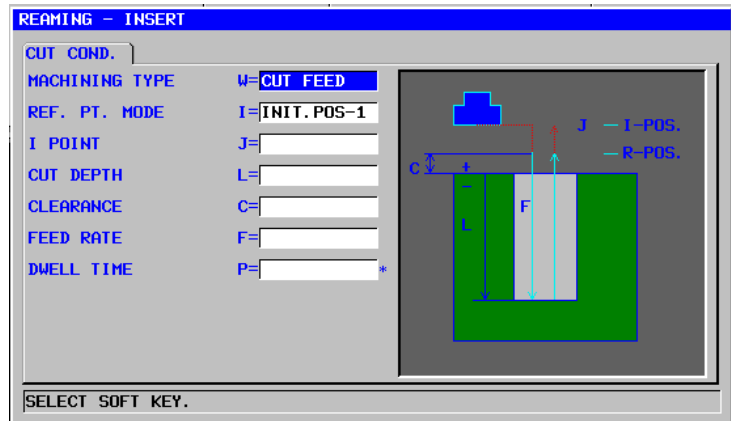 REAMING - INSERT
CUT COND.
MACHINING TYPE W=CUT FEED
REF. PT. MODE I=INIT.POS-1
I POINT J=
CUT DEPTH L=
CLEARANCE C=
FEED RATE F=
DWELL TIME P= *
J — I-POS.
— R-POS.
C + 
-
F
L
SELECT SOFT KEY.